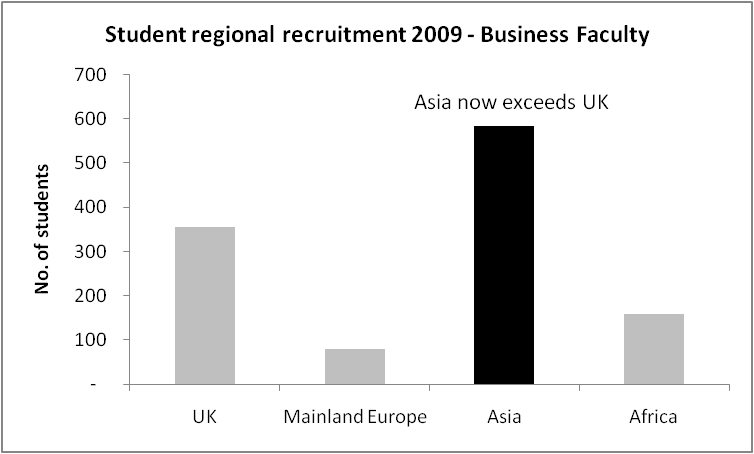 Student regional recruitment 2009 - Business Faculty
700
Asia now exceeds UK
600
500
400
300
200
100
-
No. of students
UK
Mainland Europe
Asia
Africa